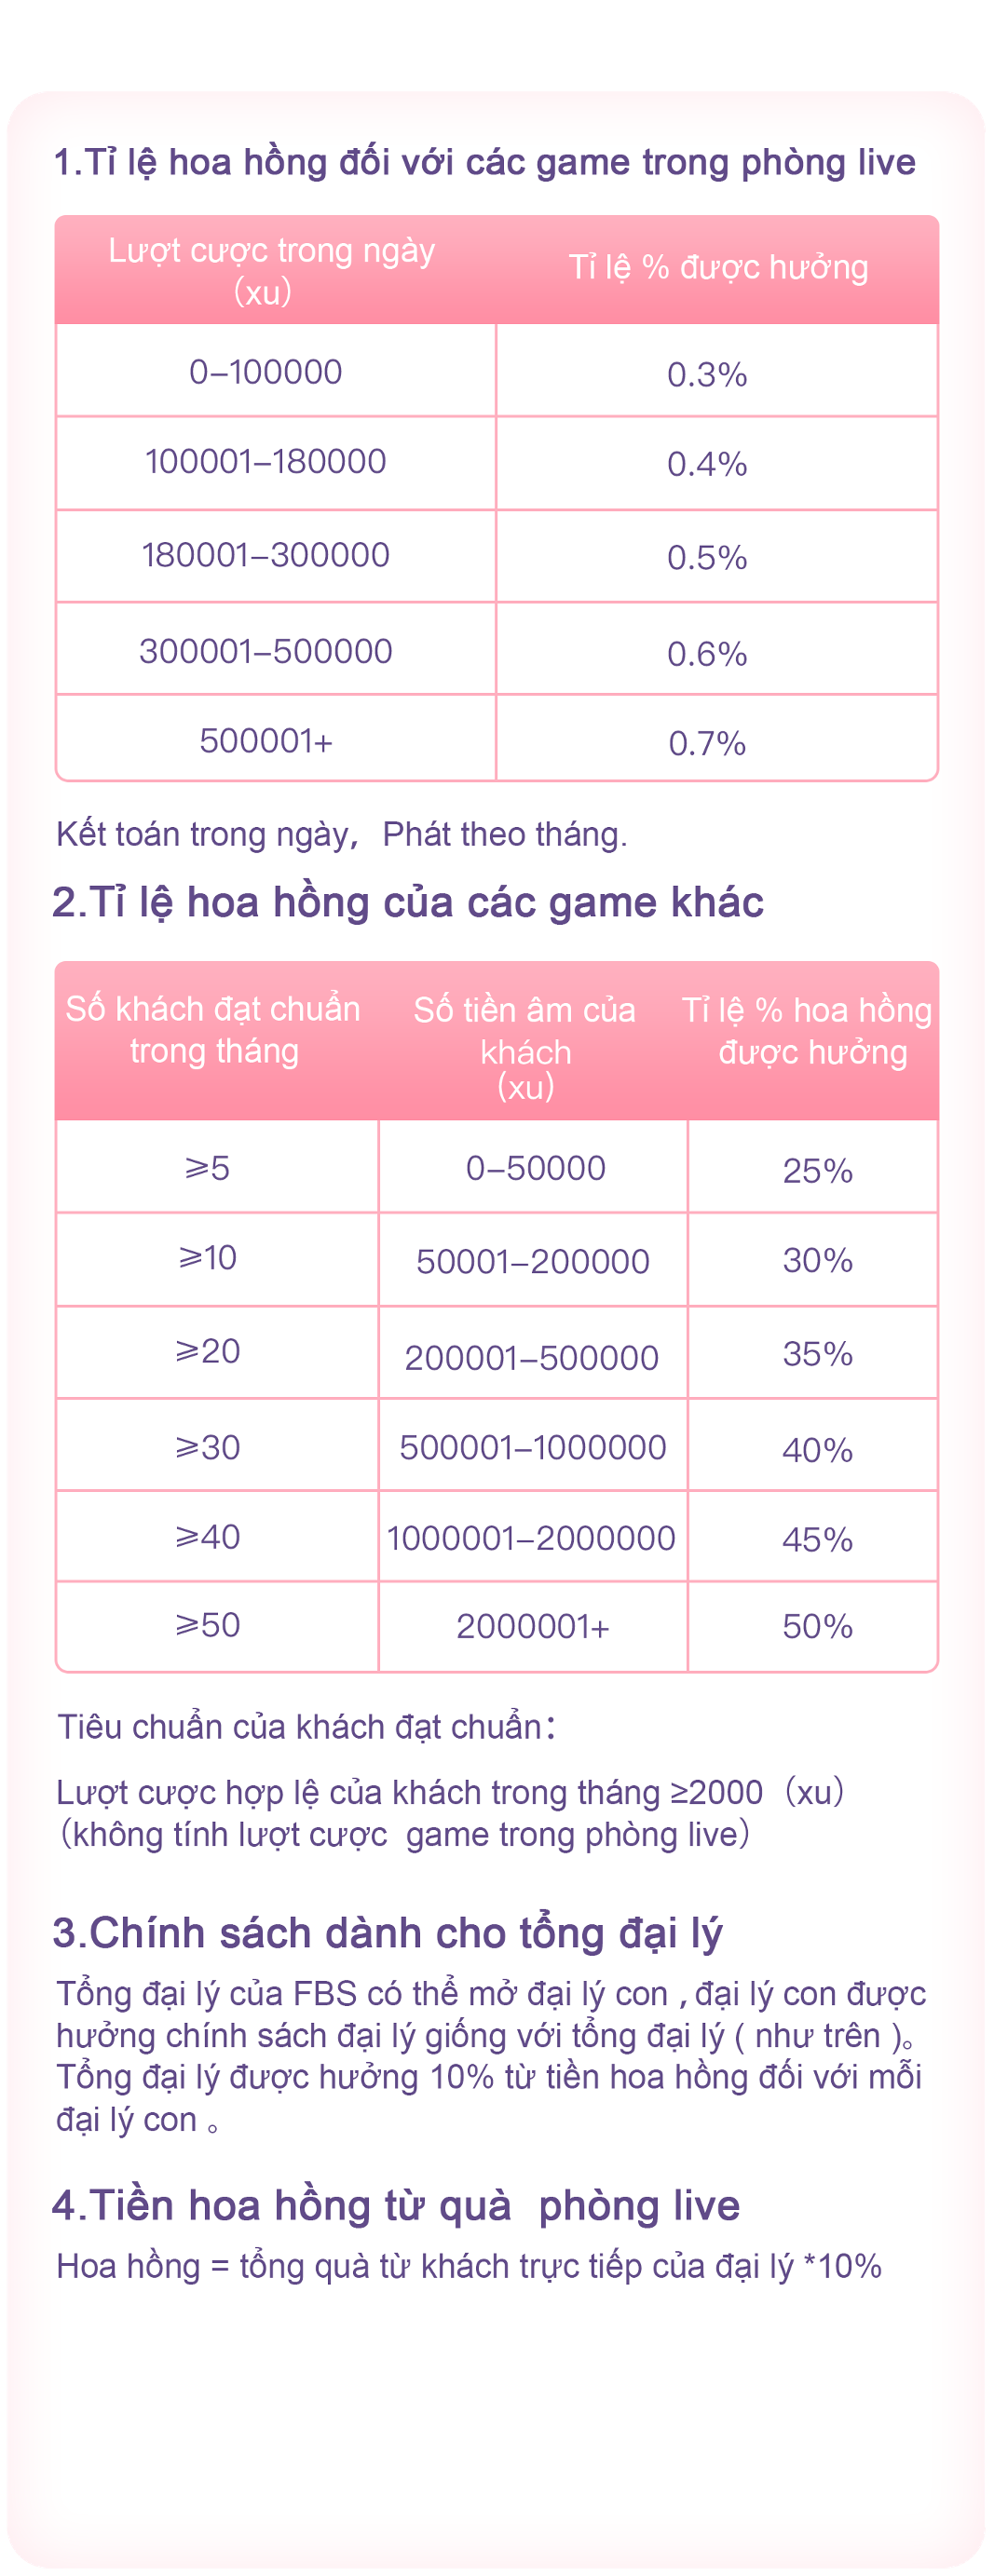 1.Tỉ lệ hoa hồng đối với các game trong phòng live
Lượt cược trong ngày
（xu）
Tỉ lệ % được hưởng
0–100000
0.3%
100001–180000
0.4%
180001–300000
0.5%
300001–500000
0.6%
500001+
0.7%
Kết toán trong ngày， Phát theo tháng.
2.Tỉ lệ hoa hồng của các game khác
Số khách đạt chuẩn
trong tháng
Số tiền âm của
khách
(xu)
Tỉ lệ % hoa hồng
được hưởng
⩾5
0–50000
25%
⩾10
50001–200000
30%
⩾20
200001–500000
35%
⩾30
500001–1000000
40%
⩾40
1000001–2000000
45%
⩾50
2000001+
50%
Tiêu chuẩn của khách đạt chuẩn：
Lượt cược hợp lệ của khách trong tháng ≥2000（xu）
（không tính lượt cược  game trong phòng live）
3.Chính sách dành cho tổng đại lý
Tổng đại lý của FBS có thể mở đại lý con , đại lý con được
hưởng chính sách đại lý giống với tổng đại lý ( như trên )。
Tổng đại lý được hưởng 10% từ tiền hoa hồng đối với mỗi
đại lý con 。
4.Tiền hoa hồng từ quà  phòng live
Hoa hồng = tổng quà từ khách trực tiếp của đại lý *10%